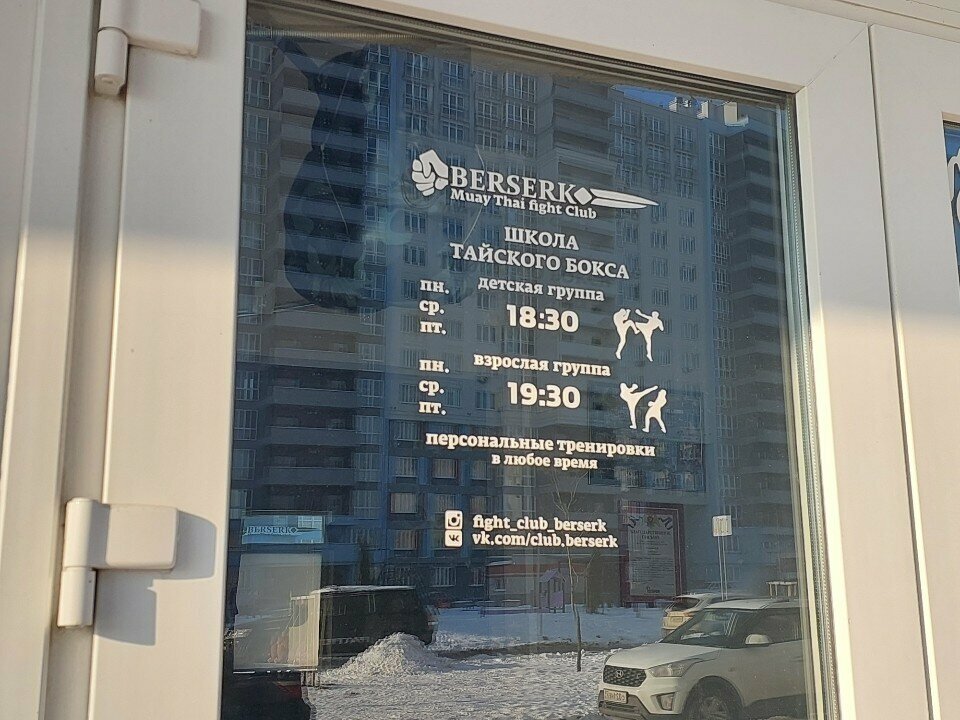 BERSERK
Muay Thai fight Club
ШКОЛА
ТАЙСКОГО БОКСА
детская группа
пн.
ср.
пт.
18:30
взрослая группа
пн.
ср.
пт.
19:30
персональные тренировки
в любое время
fight_club_berserk
vk.com/club.berserk
BERSERK